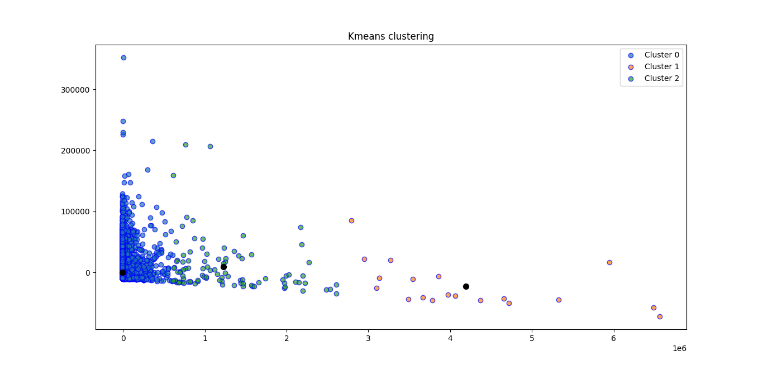 Kmeans clustering
Cluster 0
Cluster 1
Cluster 2
300000
200000
100000
0
0 1 2 3 4 5 6
1e6